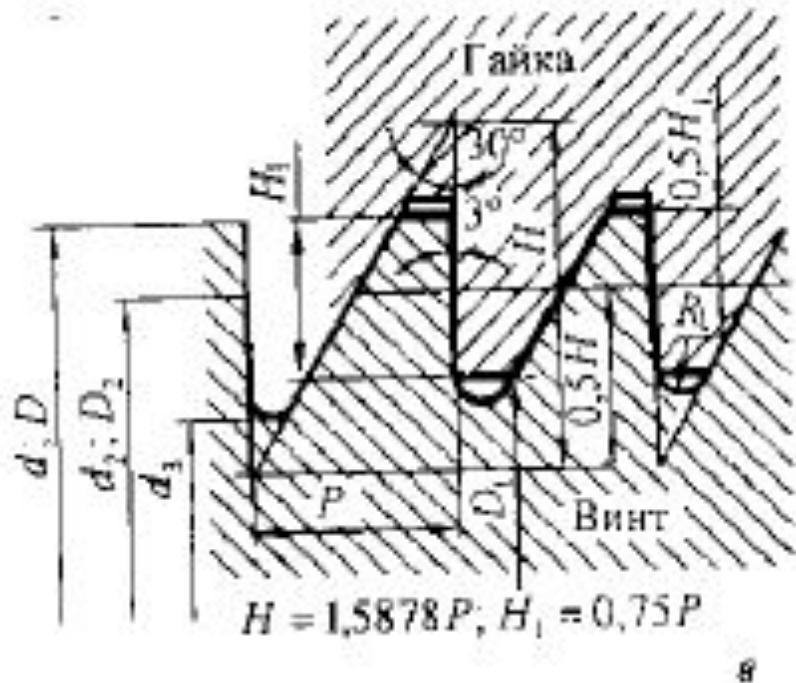 Гайка
30°
3°
H₁
H
0,5H₁
R₁
0,5H
d; D
d₂; D₂
d₃
P
D₁
Винт
H = 1,5878P; H₁ = 0,75P
в